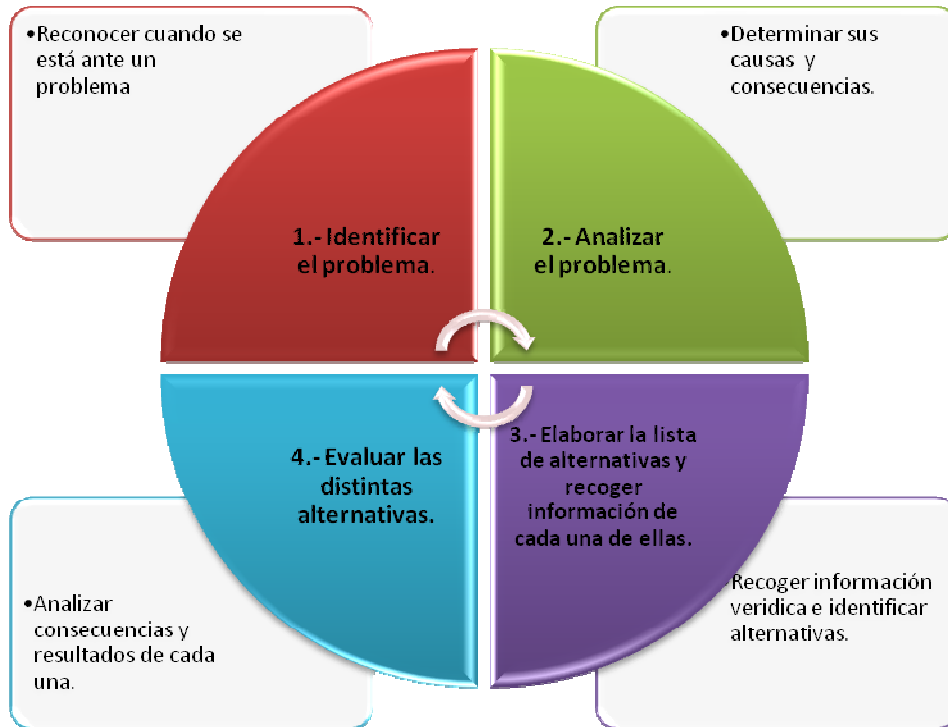 •Reconocer cuando se
está ante un
problema
•Determinar sus
causas y
consecuencias.
1.- Identificar
el problema.
2.- Analizar
el problema.
3.- Elaborar la lista
de alternativas y
recoger
información de
cada una de ellas.
4.- Evaluar las
distintas
alternativas.
•Analizar
consecuencias y
resultados de cada
una.
Recoger información
veridica e identificar
alternativas.